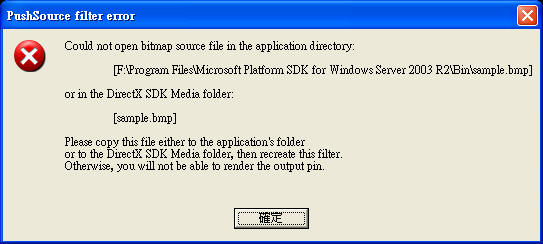 PushSource filter error
Could not open bitmap source file in the application directory:
[F:\Program Files\Microsoft Platform SDK for Windows Server 2003 R2\Bin\sample.bmp]
or in the DirectX SDK Media folder:
[sample.bmp]
Please copy this file either to the application's folder
or to the DirectX SDK Media folder, then recreate this filter.
Otherwise, you will not be able to render the output pin.
確定